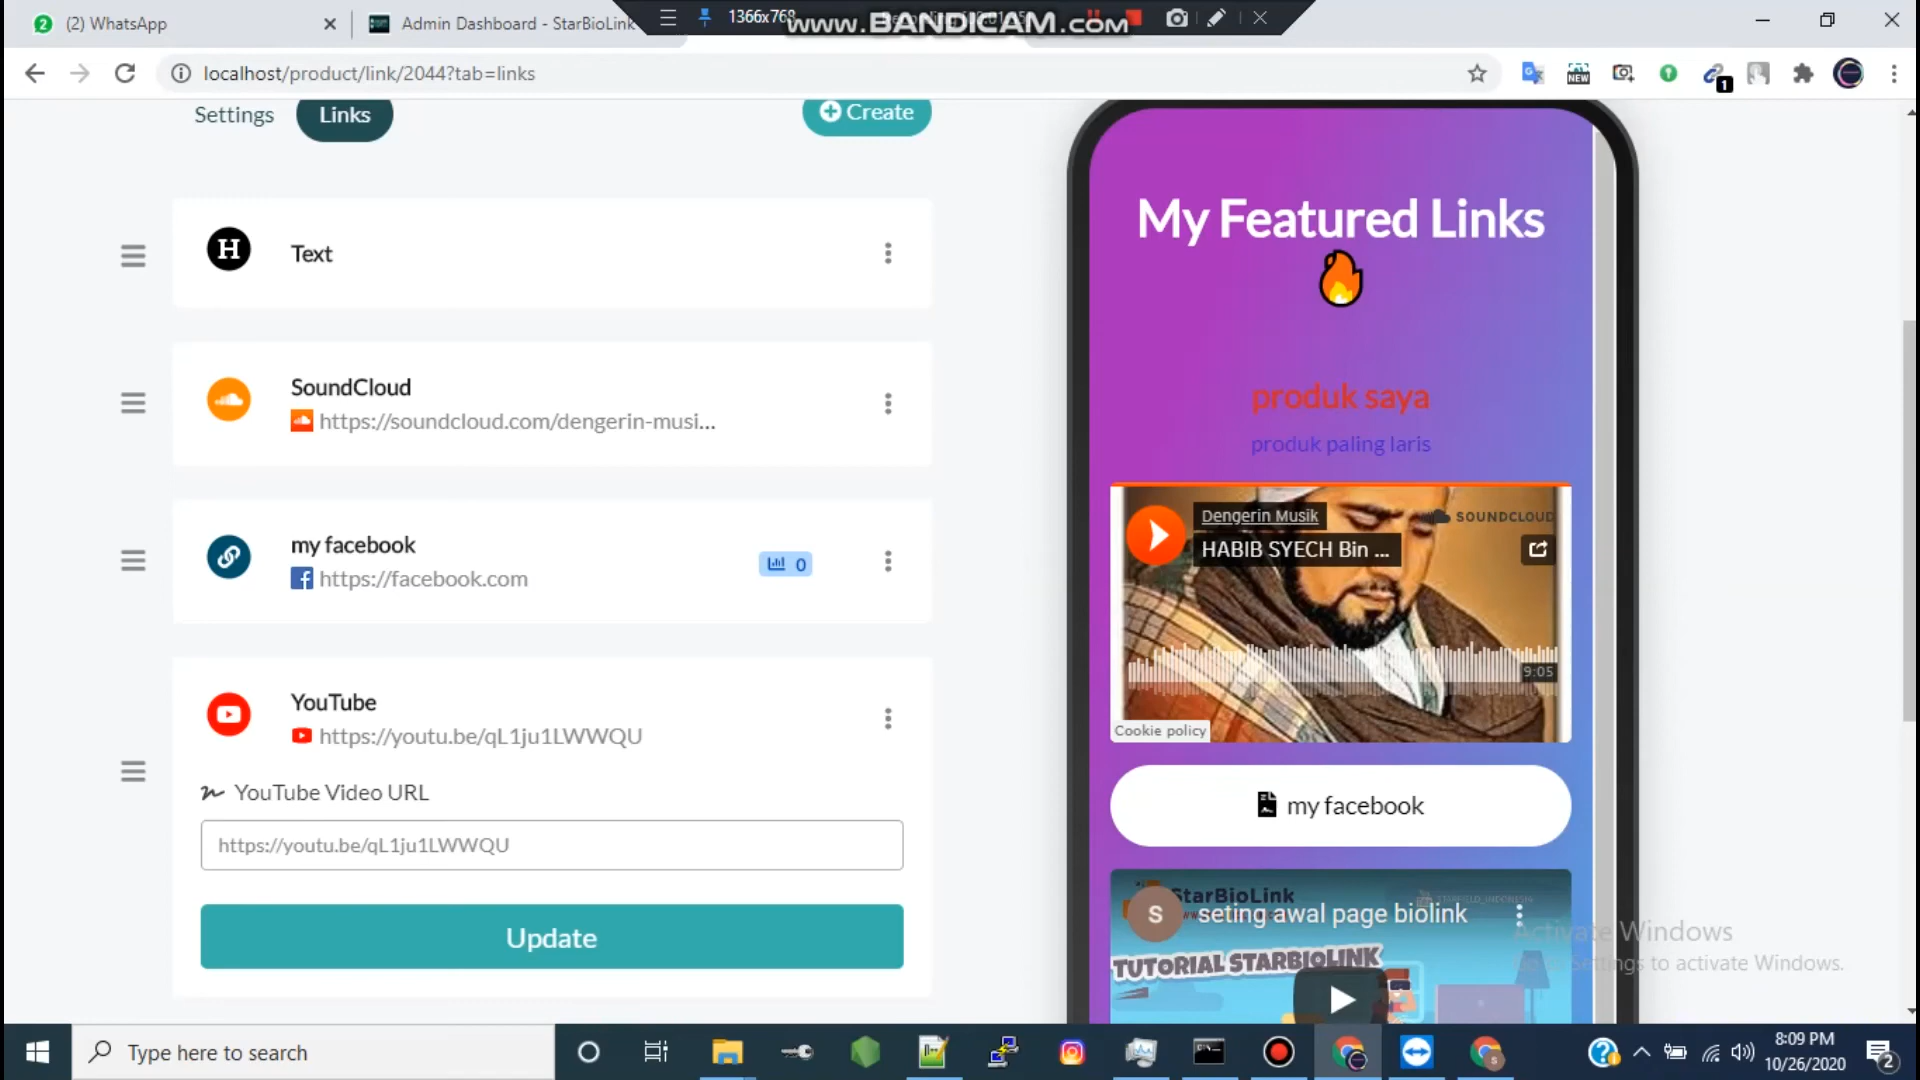 (2) WhatsApp
Admin Dashboard - StarBioLink
1366x768
www.BANDICAM.com
localhost/product/link/2044?tab=links
NEW
1
Settings
Links
Create
H
Text
SoundCloud
https://soundcloud.com/dengerin-musi...
my facebook
https://facebook.com
0
YouTube
https://youtu.be/qL1ju1LWWQU
YouTube Video URL
https://youtu.be/qL1ju1LWWQU
Update
My Featured Links
produk saya
produk paling laris
Dengerin Musik
SOUNDCLOUD
HABIB SYECH Bin ...
9:05
Cookie policy
my facebook
StarBioLink
S
seting awal page biolink
TUTORIAL STARBIOLINK
Activate Windows
Go to Settings to activate Windows.
Type here to search
8:09 PM
10/26/2020
2